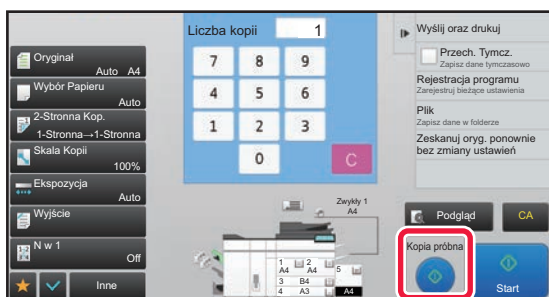 Oryginał
Auto A4
Wybór Papieru
Auto
2-Stronna Kop.
1-Stronna→1-Stronna
Skala Kopii
100%
Ekspozycja
Auto
Wyjście
N w 1
Off
Inne
Liczba kopii 1
7 8 9
4 5 6
1 2 3
0 C
Zwykły 1
A4
1 A4 2 A4 5
3 B4
4 A3 A4
Wyślij oraz drukuj
Przech. Tymcz.
Zapisz dane tymczasowo
Rejestracja programu
Zarejestruj bieżące ustawienia
Plik
Zapisz dane w folderze
Zeskanuj oryg. ponownie
bez zmiany ustawień
Podgląd CA
Kopia próbna
Start